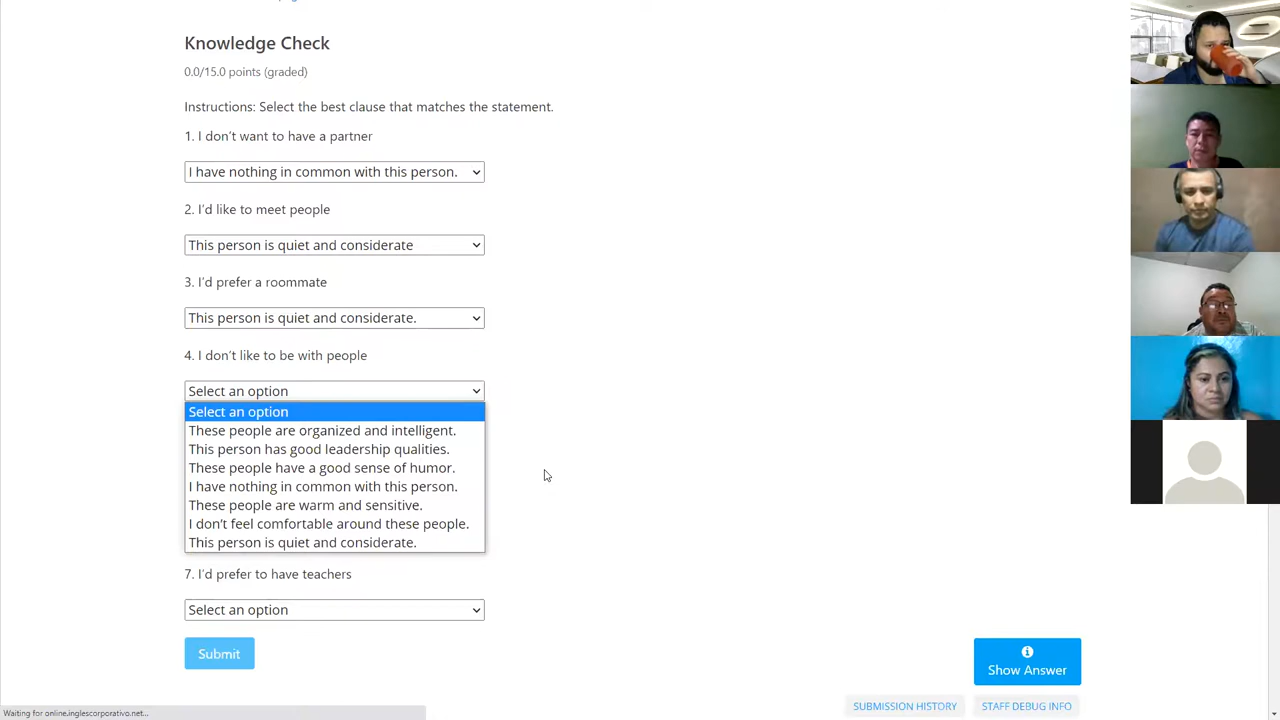 Knowledge Check
0.0/15.0 points (graded)
Instructions: Select the best clause that matches the statement.
1. I don’t want to have a partner
I have nothing in common with this person.
2. I’d like to meet people
This person is quiet and considerate
3. I’d prefer a roommate
This person is quiet and considerate.
4. I don’t like to be with people
Select an option
Select an option
These people are organized and intelligent.
This person has good leadership qualities.
These people have a good sense of humor.
I have nothing in common with this person.
These people are warm and sensitive.
I don’t feel comfortable around these people.
This person is quiet and considerate.
7. I’d prefer to have teachers
Select an option
Submit
Show Answer
SUBMISSION HISTORY
STAFF DEBUG INFO
Waiting for online.inglescorporativo.net...